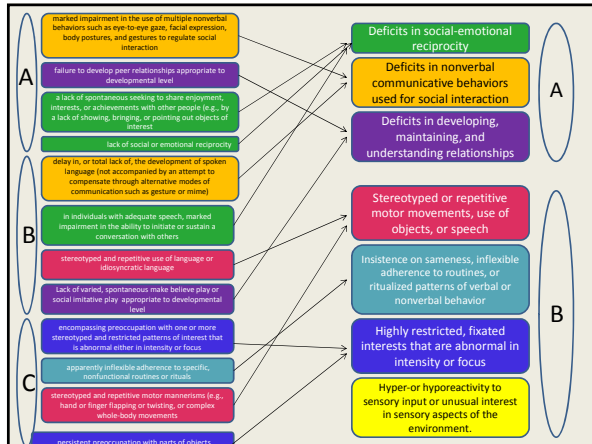 A
marked impairment in the use of multiple nonverbal
behaviors such as eye-to-eye gaze, facial expression,
body postures, and gestures to regulate social
interaction
failure to develop peer relationships appropriate to
developmental level
a lack of spontaneous seeking to share enjoyment,
interests, or achievements with other people (e.g., by
a lack of showing, bringing, or pointing out objects of
interest
lack of social or emotional reciprocity
B
delay in, or total lack of, the development of spoken
language (not accompanied by an attempt to
compensate through alternative modes of
communication such as gesture or mime)
in individuals with adequate speech, marked
impairment in the ability to initiate or sustain a
conversation with others
stereotyped and repetitive use of language or
idiosyncratic language
Lack of varied, spontaneous make believe play or
social imitative play appropriate to developmental
level
C
encompassing preoccupation with one or more
stereotyped and restricted patterns of interest that
is abnormal either in intensity or focus
apparently inflexible adherence to specific,
nonfunctional routines or rituals
stereotyped and repetitive motor mannerisms (e.g.,
hand or finger flapping or twisting, or complex
whole-body movements
persistent preoccupation with parts of objects
Deficits in social-emotional
reciprocity
Deficits in nonverbal
communicative behaviors
used for social interaction
Deficits in developing,
maintaining, and
understanding relationships
A
Stereotyped or repetitive
motor movements, use of
objects, or speech
Insistence on sameness, inflexible
adherence to routines, or
ritualized patterns of verbal or
nonverbal behavior
Highly restricted, fixated
interests that are abnormal in
intensity or focus
Hyper-or hyporeactivity to
sensory input or unusual interest
in sensory aspects of the
environment.
B